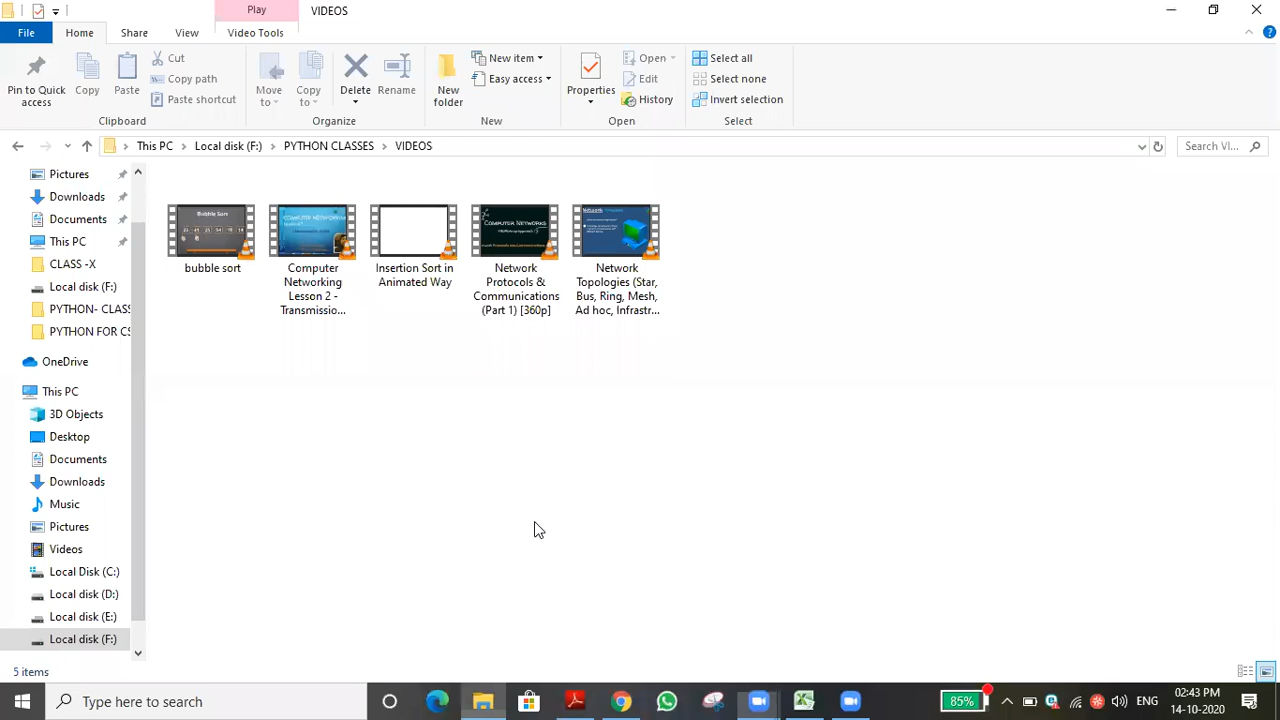 Play
VIDEOS
File
Home
Share
View
Video Tools
Pin to Quick access
Copy
Paste
Cut
Copy path
Paste shortcut
Clipboard
Move to
Copy to
Delete
Rename
Organize
New folder
New item
Easy access
New
Properties
Open
Edit
History
Open
Select all
Select none
Invert selection
Select
This PC
Local disk (F:)
PYTHON CLASSES
VIDEOS
Search VI...
Pictures
Downloads
Documents
This PC
CLASS -X
Local disk (F:)
PYTHON- CLAS
PYTHON FOR CS
OneDrive
This PC
3D Objects
Desktop
Documents
Downloads
Music
Pictures
Videos
Local Disk (C:)
Local disk (D:)
Local disk (E:)
Local disk (F:)
Bubble Sort
bubble sort
Computer
Networking
Lesson 2 -
Transmissio...
Insertion Sort in
Animated Way
COMPUTER NETWORKS
Network
Protocols &
Communications
(Part 1) [360p]
Network
Topologies (Star,
Bus, Ring, Mesh,
Ad hoc, Infrastr...
5 items
Type here to search
85%
ENG
02:43 PM
14-10-2020